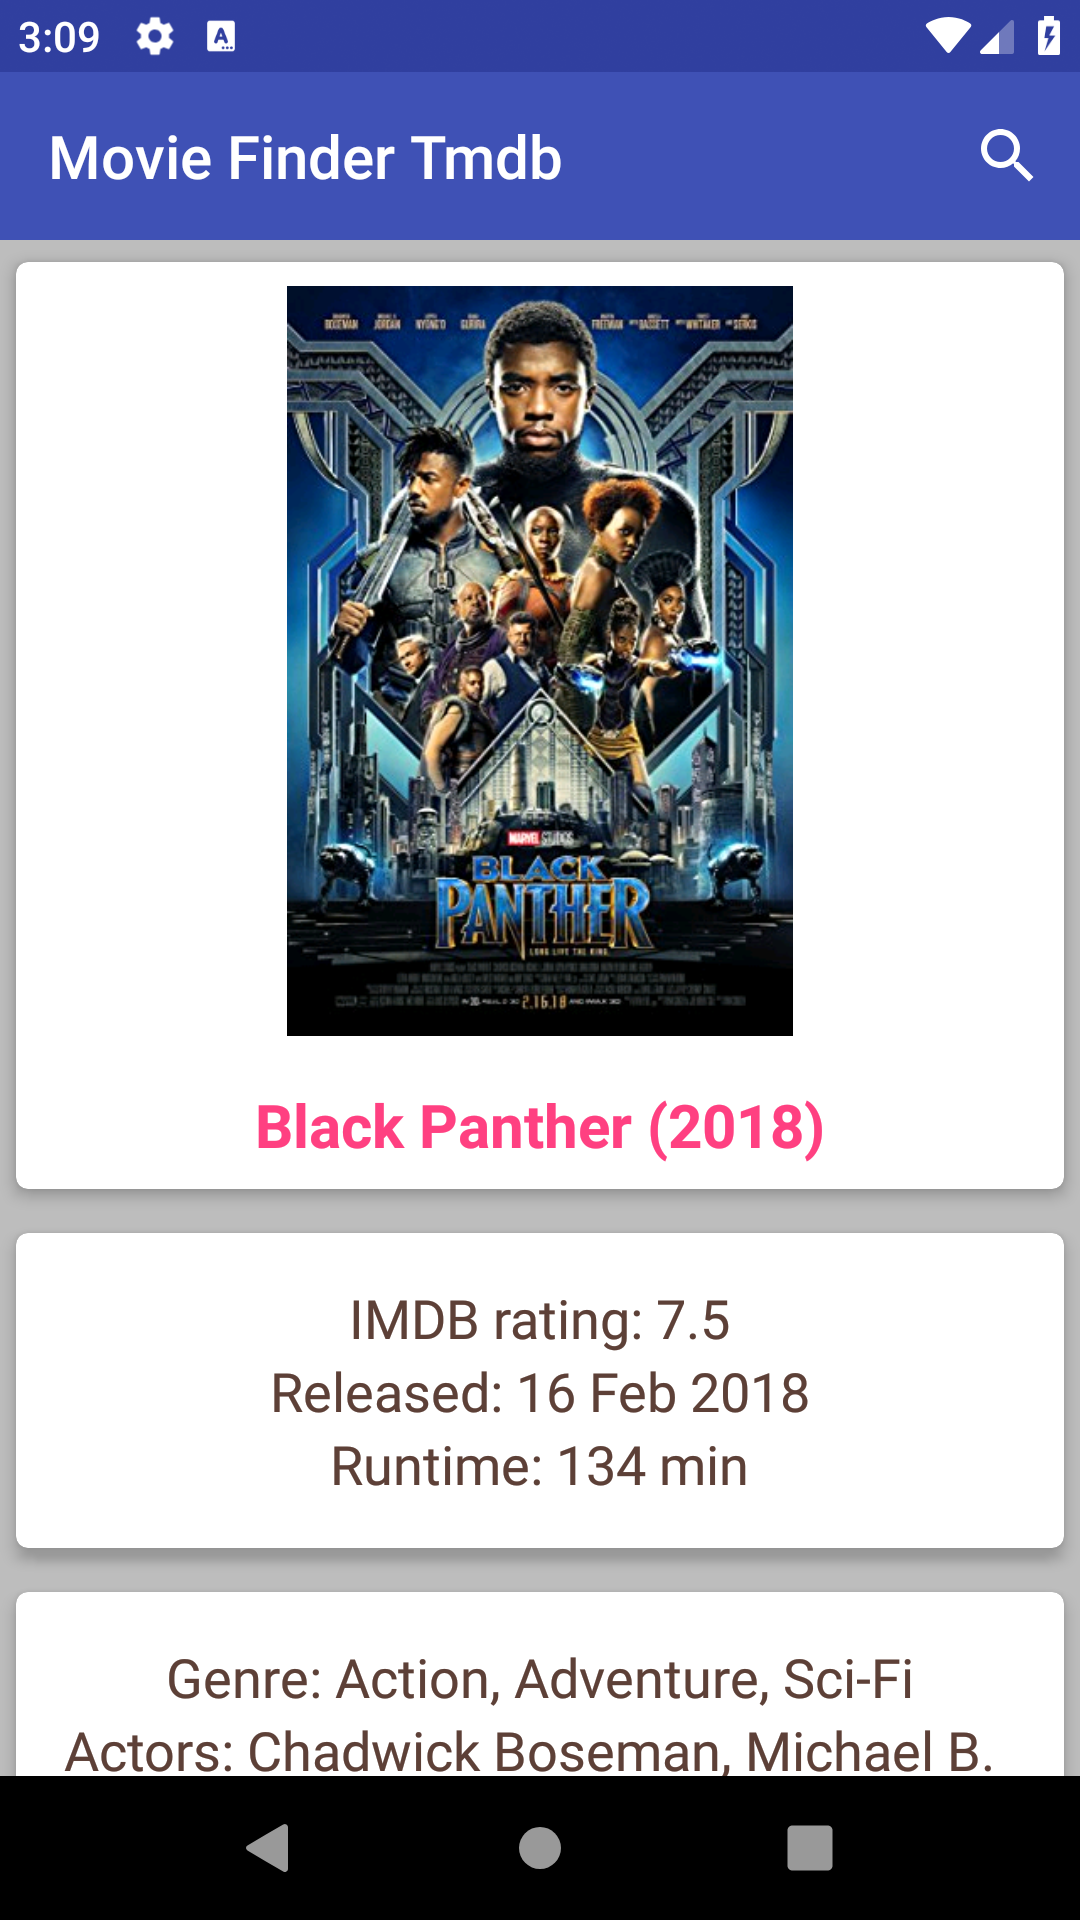 3:09
Movie Finder Tmdb
BOSEMAN JORDAN NYONG'O GURIRA FREEMAN BASSETT WHITAKER SERKIS
MARVEL STUDIOS
BLACK
PANTHER
LONG LIVE THE KING
2.16.18
Black Panther (2018)
IMDB rating: 7.5
Released: 16 Feb 2018
Runtime: 134 min
Genre: Action, Adventure, Sci-Fi
Actors: Chadwick Boseman, Michael B.